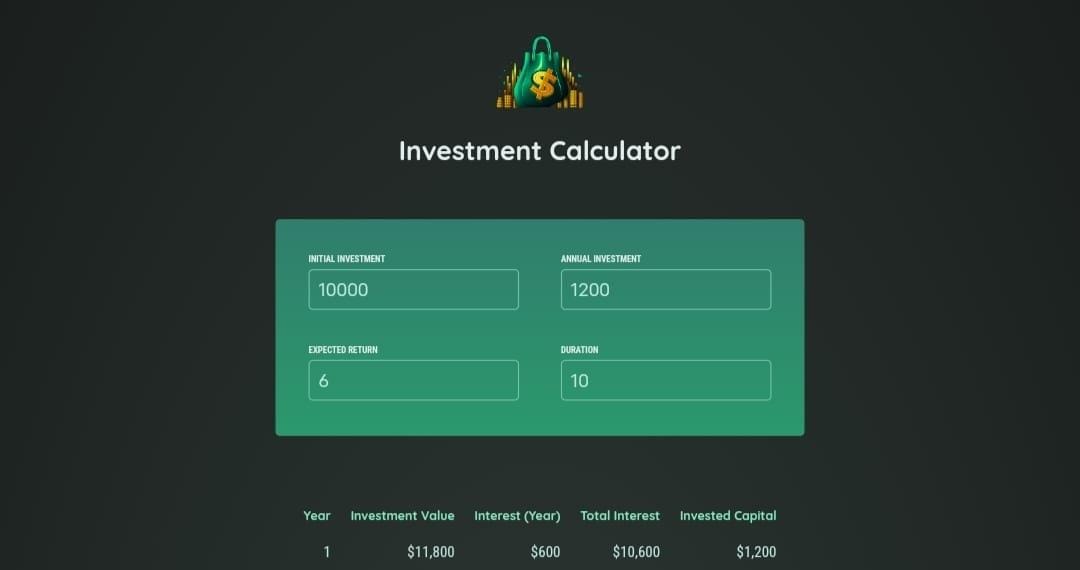 $
Investment Calculator
INITIAL INVESTMENT ANNUAL INVESTMENT
10000 1200
EXPECTED RETURN DURATION
6 10
Year Investment Value Interest (Year) Total Interest Invested Capital
1 $11,800 $600 $10,600 $1,200